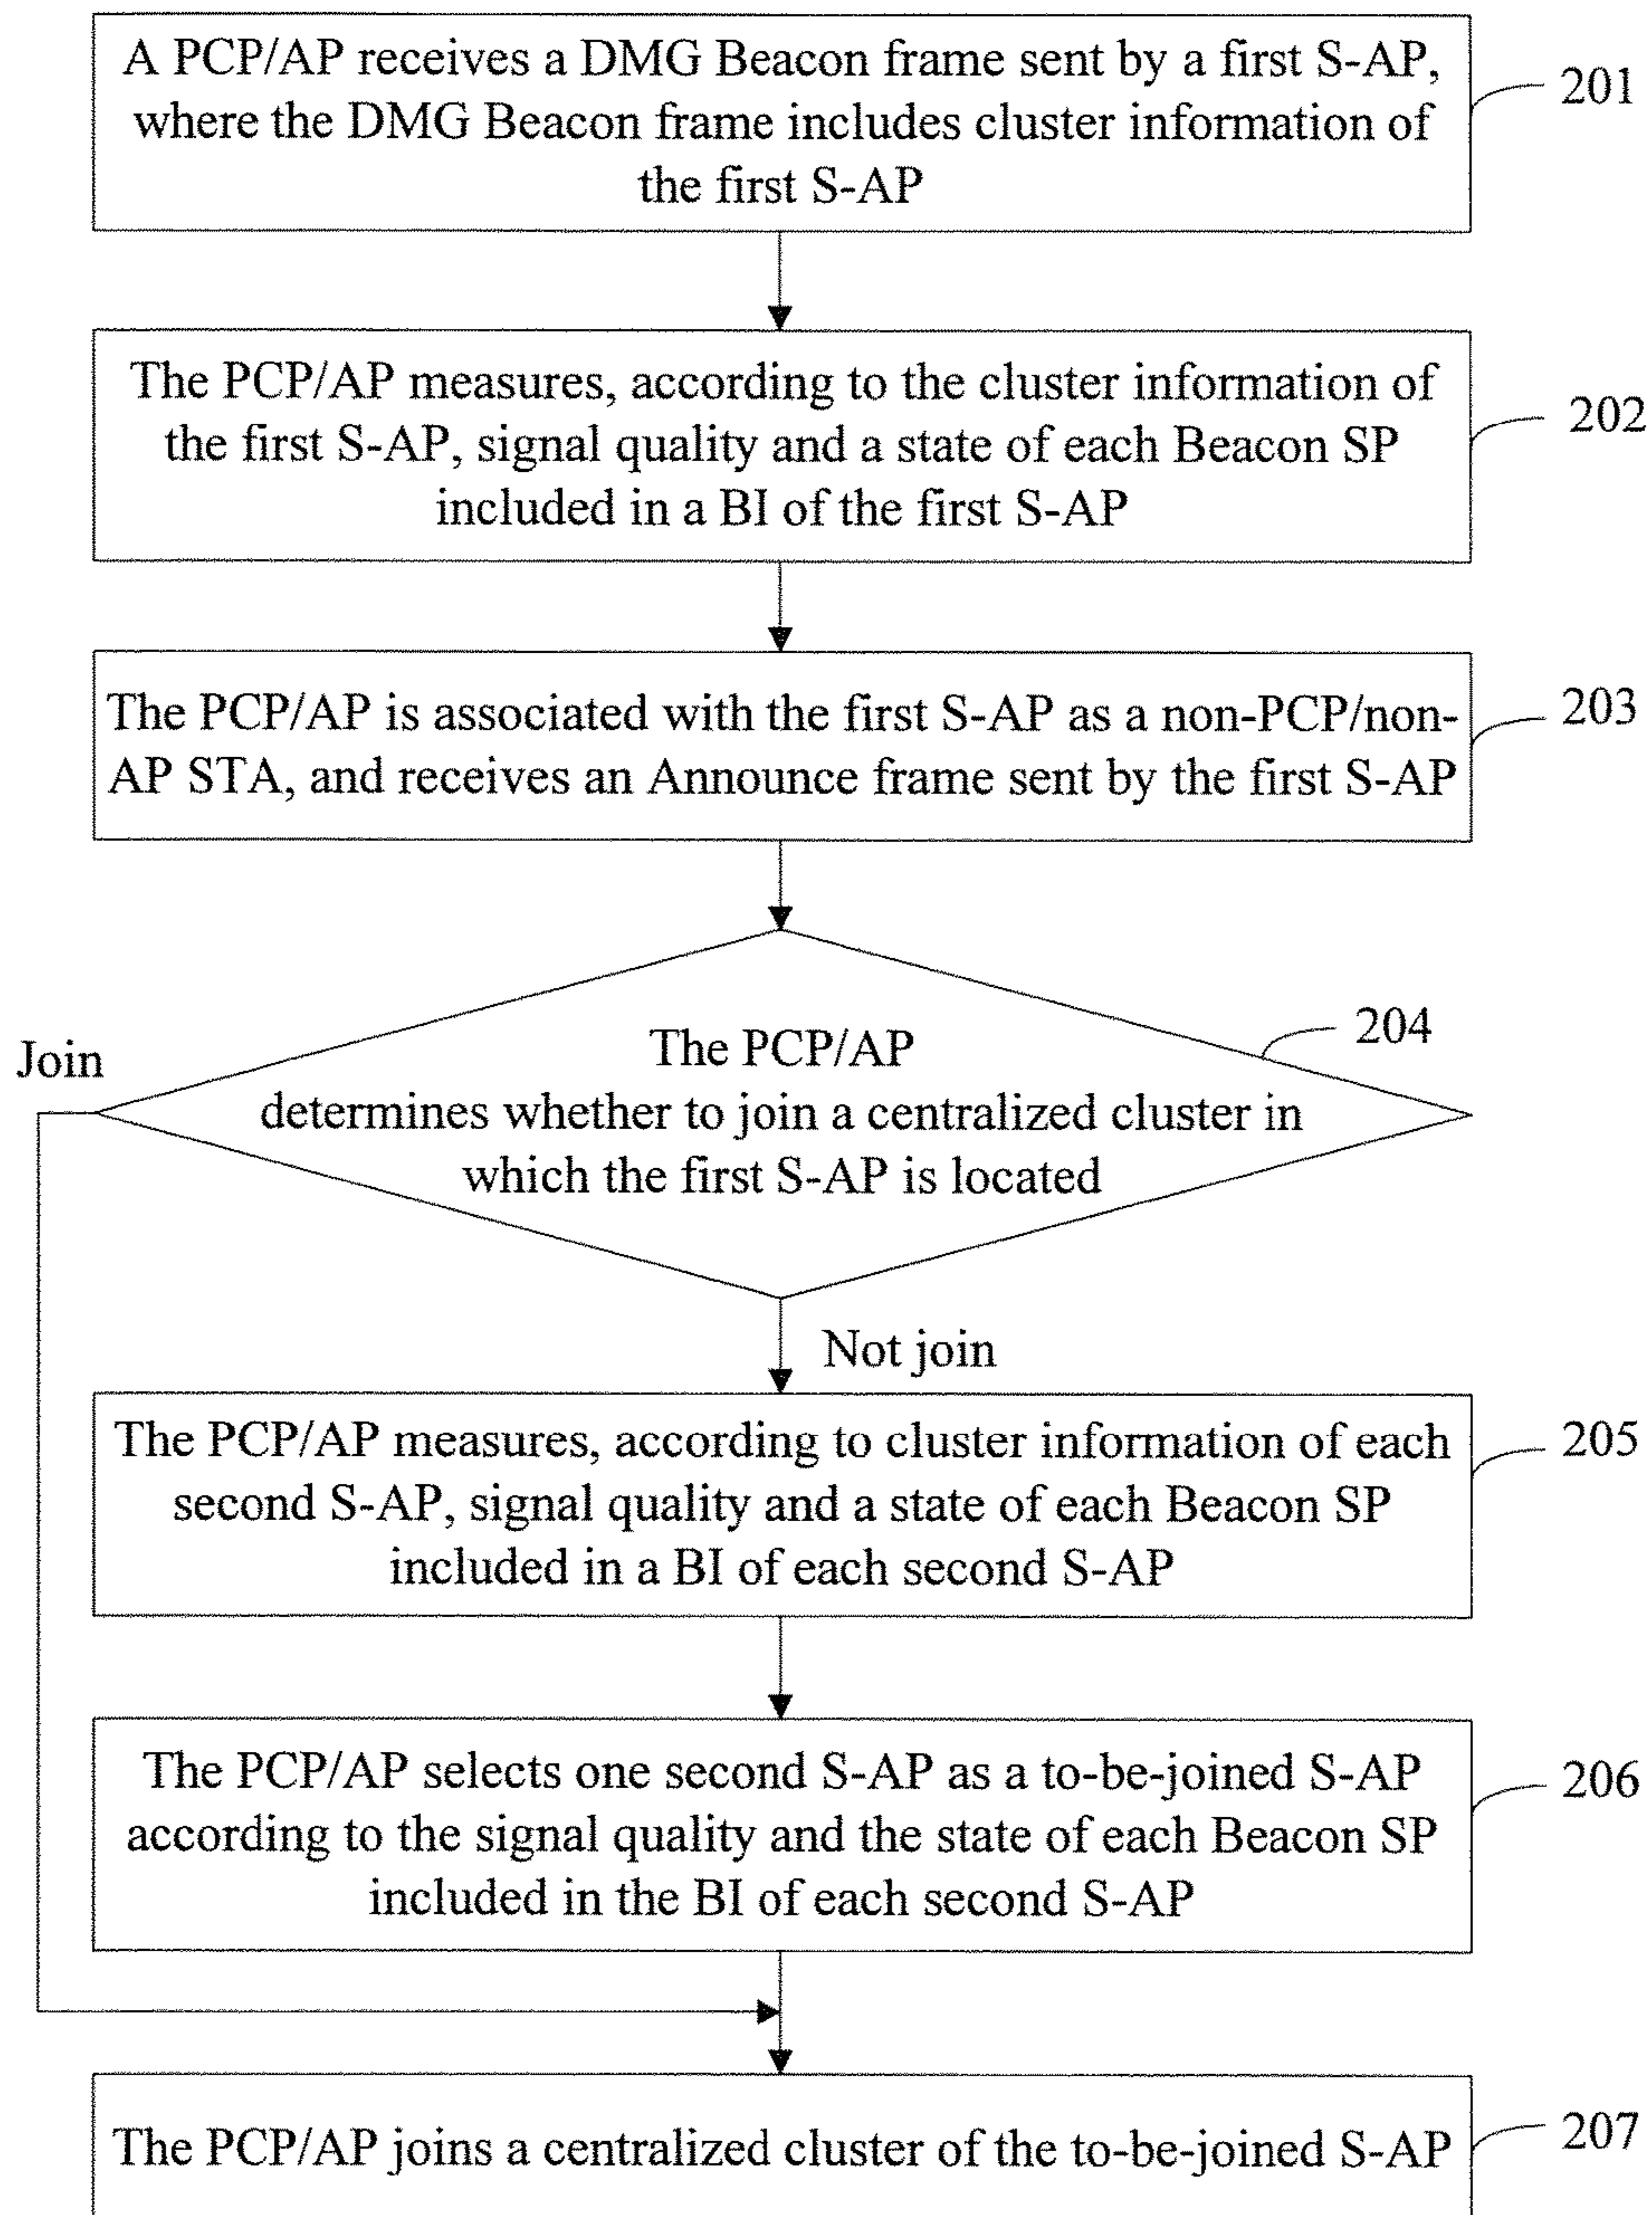 A PCP/AP receives a DMG Beacon frame sent by a first S-AP,
where the DMG Beacon frame includes cluster information of
the first S-AP
201
The PCP/AP measures, according to the cluster information of
the first S-AP, signal quality and a state of each Beacon SP
included in a BI of the first S-AP
202
The PCP/AP is associated with the first S-AP as a non-PCP/non-
AP STA, and receives an Announce frame sent by the first S-AP
203
The PCP/AP
determines whether to join a centralized cluster in
which the first S-AP is located
204
Join
Not join
The PCP/AP measures, according to cluster information of each
second S-AP, signal quality and a state of each Beacon SP
included in a BI of each second S-AP
205
The PCP/AP selects one second S-AP as a to-be-joined S-AP
according to the signal quality and the state of each Beacon SP
included in the BI of each second S-AP
206
The PCP/AP joins a centralized cluster of the to-be-joined S-AP
207